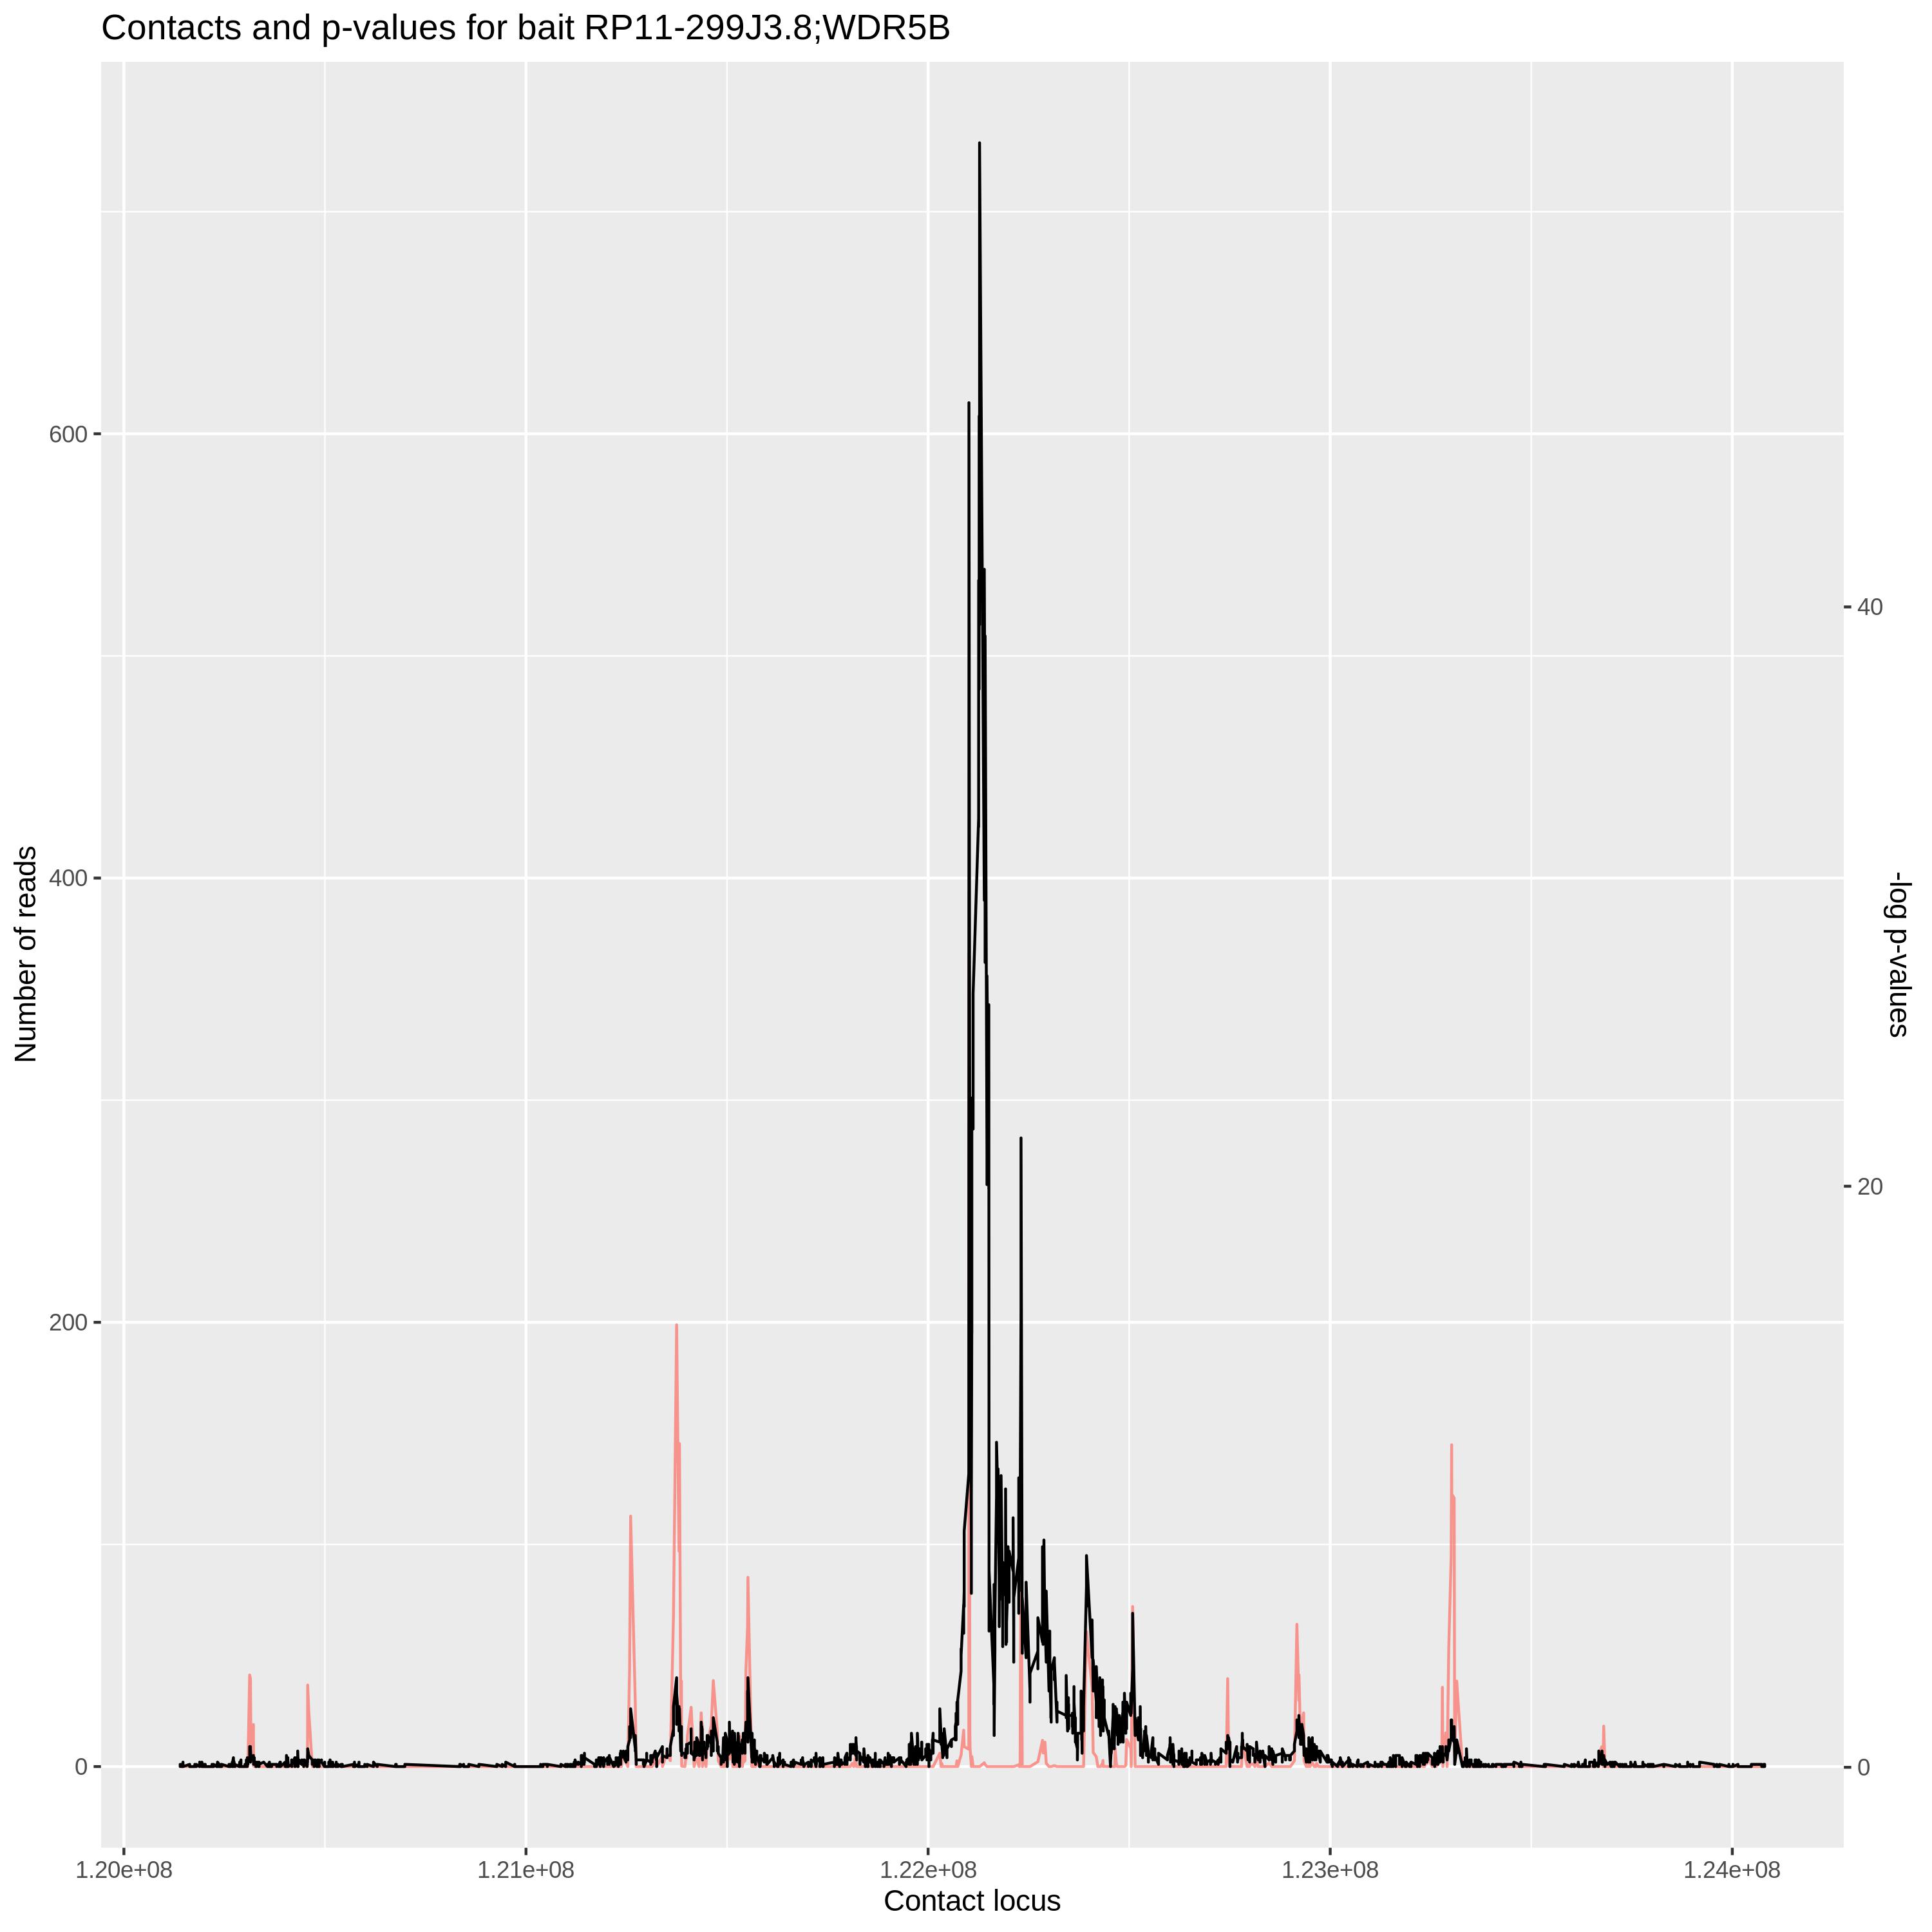 Contacts and p-values for bait RP11-299J3.8;WDR5B
Number of reads
600
400
200
0
-log p-values
40
20
0
1.20e+08 1.21e+08 1.22e+08 1.23e+08 1.24e+08
Contact locus